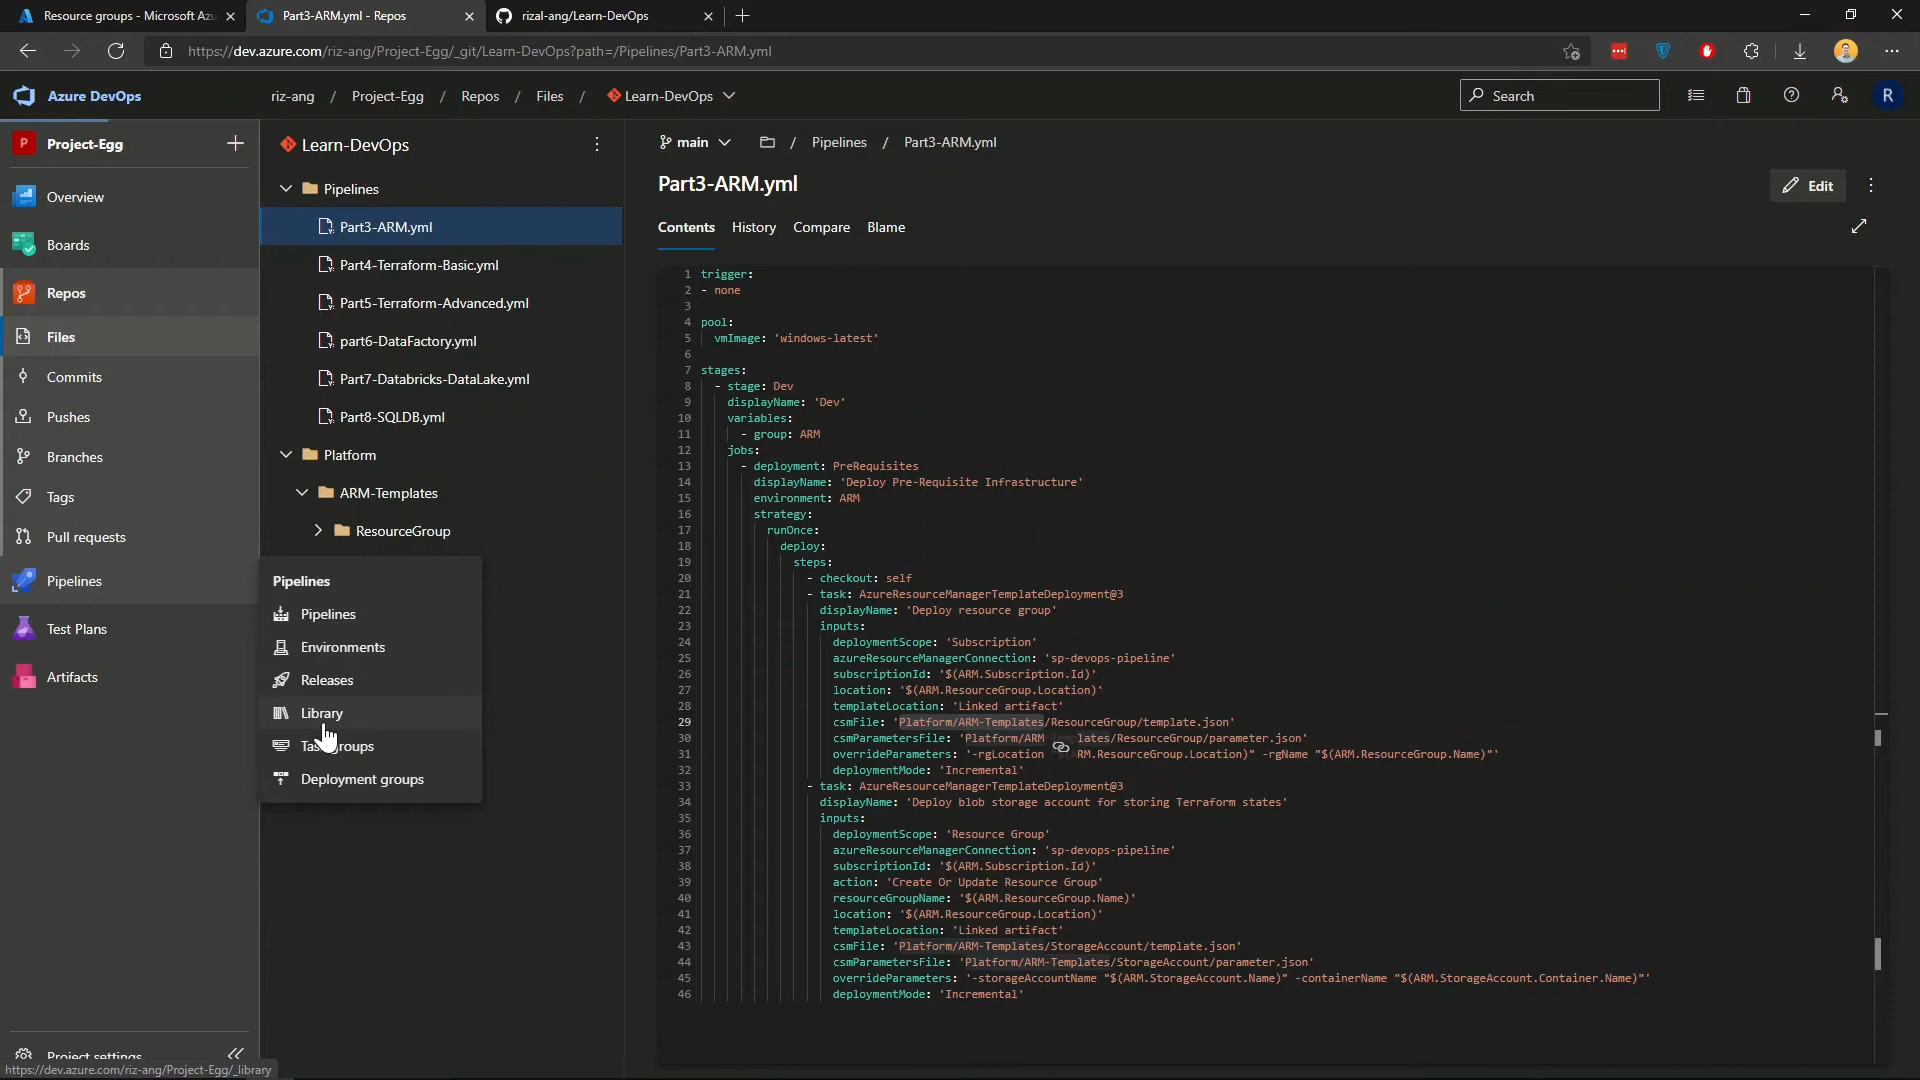 Resource groups - Microsoft Azu
Part3-ARM.yml - Repos
rizal-ang/Learn-DevOps
https://dev.azure.com/riz-ang/Project-Egg/_git/Learn-DevOps?path=/Pipelines/Part3-ARM.yml
Azure DevOps
riz-ang / Project-Egg / Repos / Files / Learn-DevOps
Search
R
P
Project-Egg
Overview
Boards
Repos
Files
Commits
Pushes
Branches
Tags
Pull requests
Pipelines
Test Plans
Artifacts
Project settings
https://dev.azure.com/riz-ang/Project-Egg/_library
Learn-DevOps
Pipelines
Part3-ARM.yml
Part4-Terraform-Basic.yml
Part5-Terraform-Advanced.yml
part6-DataFactory.yml
Part7-Databricks-DataLake.yml
Part8-SQLDB.yml
Platform
ARM-Templates
ResourceGroup
Pipelines
Pipelines
Environments
Releases
Library
groups
Deployment groups
main / Pipelines / Part3-ARM.yml
Part3-ARM.yml
Edit
Contents History Compare Blame
1 trigger:
2 - none
3
4 pool:
5 vmImage: 'windows-latest'
6
7 stages:
8 - stage: Dev
9 displayName: 'Dev'
10 variables:
11 - group: ARM
12 jobs:
13 - deployment: PreRequisites
14 displayName: 'Deploy Pre-Requisite Infrastructure'
15 environment: ARM
16 strategy:
17 runOnce:
18 deploy:
19 steps:
20 - checkout: self
21 - task: AzureResourceManagerTemplateDeployment@3
22 displayName: 'Deploy resource group'
23 inputs:
24 deploymentScope: 'Subscription'
25 azureResourceManagerConnection: 'sp-devops-pipeline'
26 subscriptionId: '$(ARM.Subscription.Id)'
27 location: '$(ARM.ResourceGroup.Location)'
28 templateLocation: 'Linked artifact'
29 csmFile: 'Platform/ARM-Templates/ResourceGroup/template.json'
30 csmParametersFile: 'Platform/ARM lates/ResourceGroup/parameter.json'
31 overrideParameters: '-rgLocation ARM.ResourceGroup.Location)" -rgName "$(ARM.ResourceGroup.Name)"'
32 deploymentMode: 'Incremental'
33 - task: AzureResourceManagerTemplateDeployment@3
34 displayName: 'Deploy blob storage account for storing Terraform states'
35 inputs:
36 deploymentScope: 'Resource Group'
37 azureResourceManagerConnection: 'sp-devops-pipeline'
38 subscriptionId: '$(ARM.Subscription.Id)'
39 action: 'Create Or Update Resource Group'
40 resourceGroupName: '$(ARM.ResourceGroup.Name)'
41 location: '$(ARM.ResourceGroup.Location)'
42 templateLocation: 'Linked artifact'
43 csmFile: 'Platform/ARM-Templates/StorageAccount/template.json'
44 csmParametersFile: 'Platform/ARM-Templates/StorageAccount/parameter.json'
45 overrideParameters: '-storageAccountName "$(ARM.StorageAccount.Name)" -containerName "$(ARM.StorageAccount.Container.Name)"'
46 deploymentMode: 'Incremental'